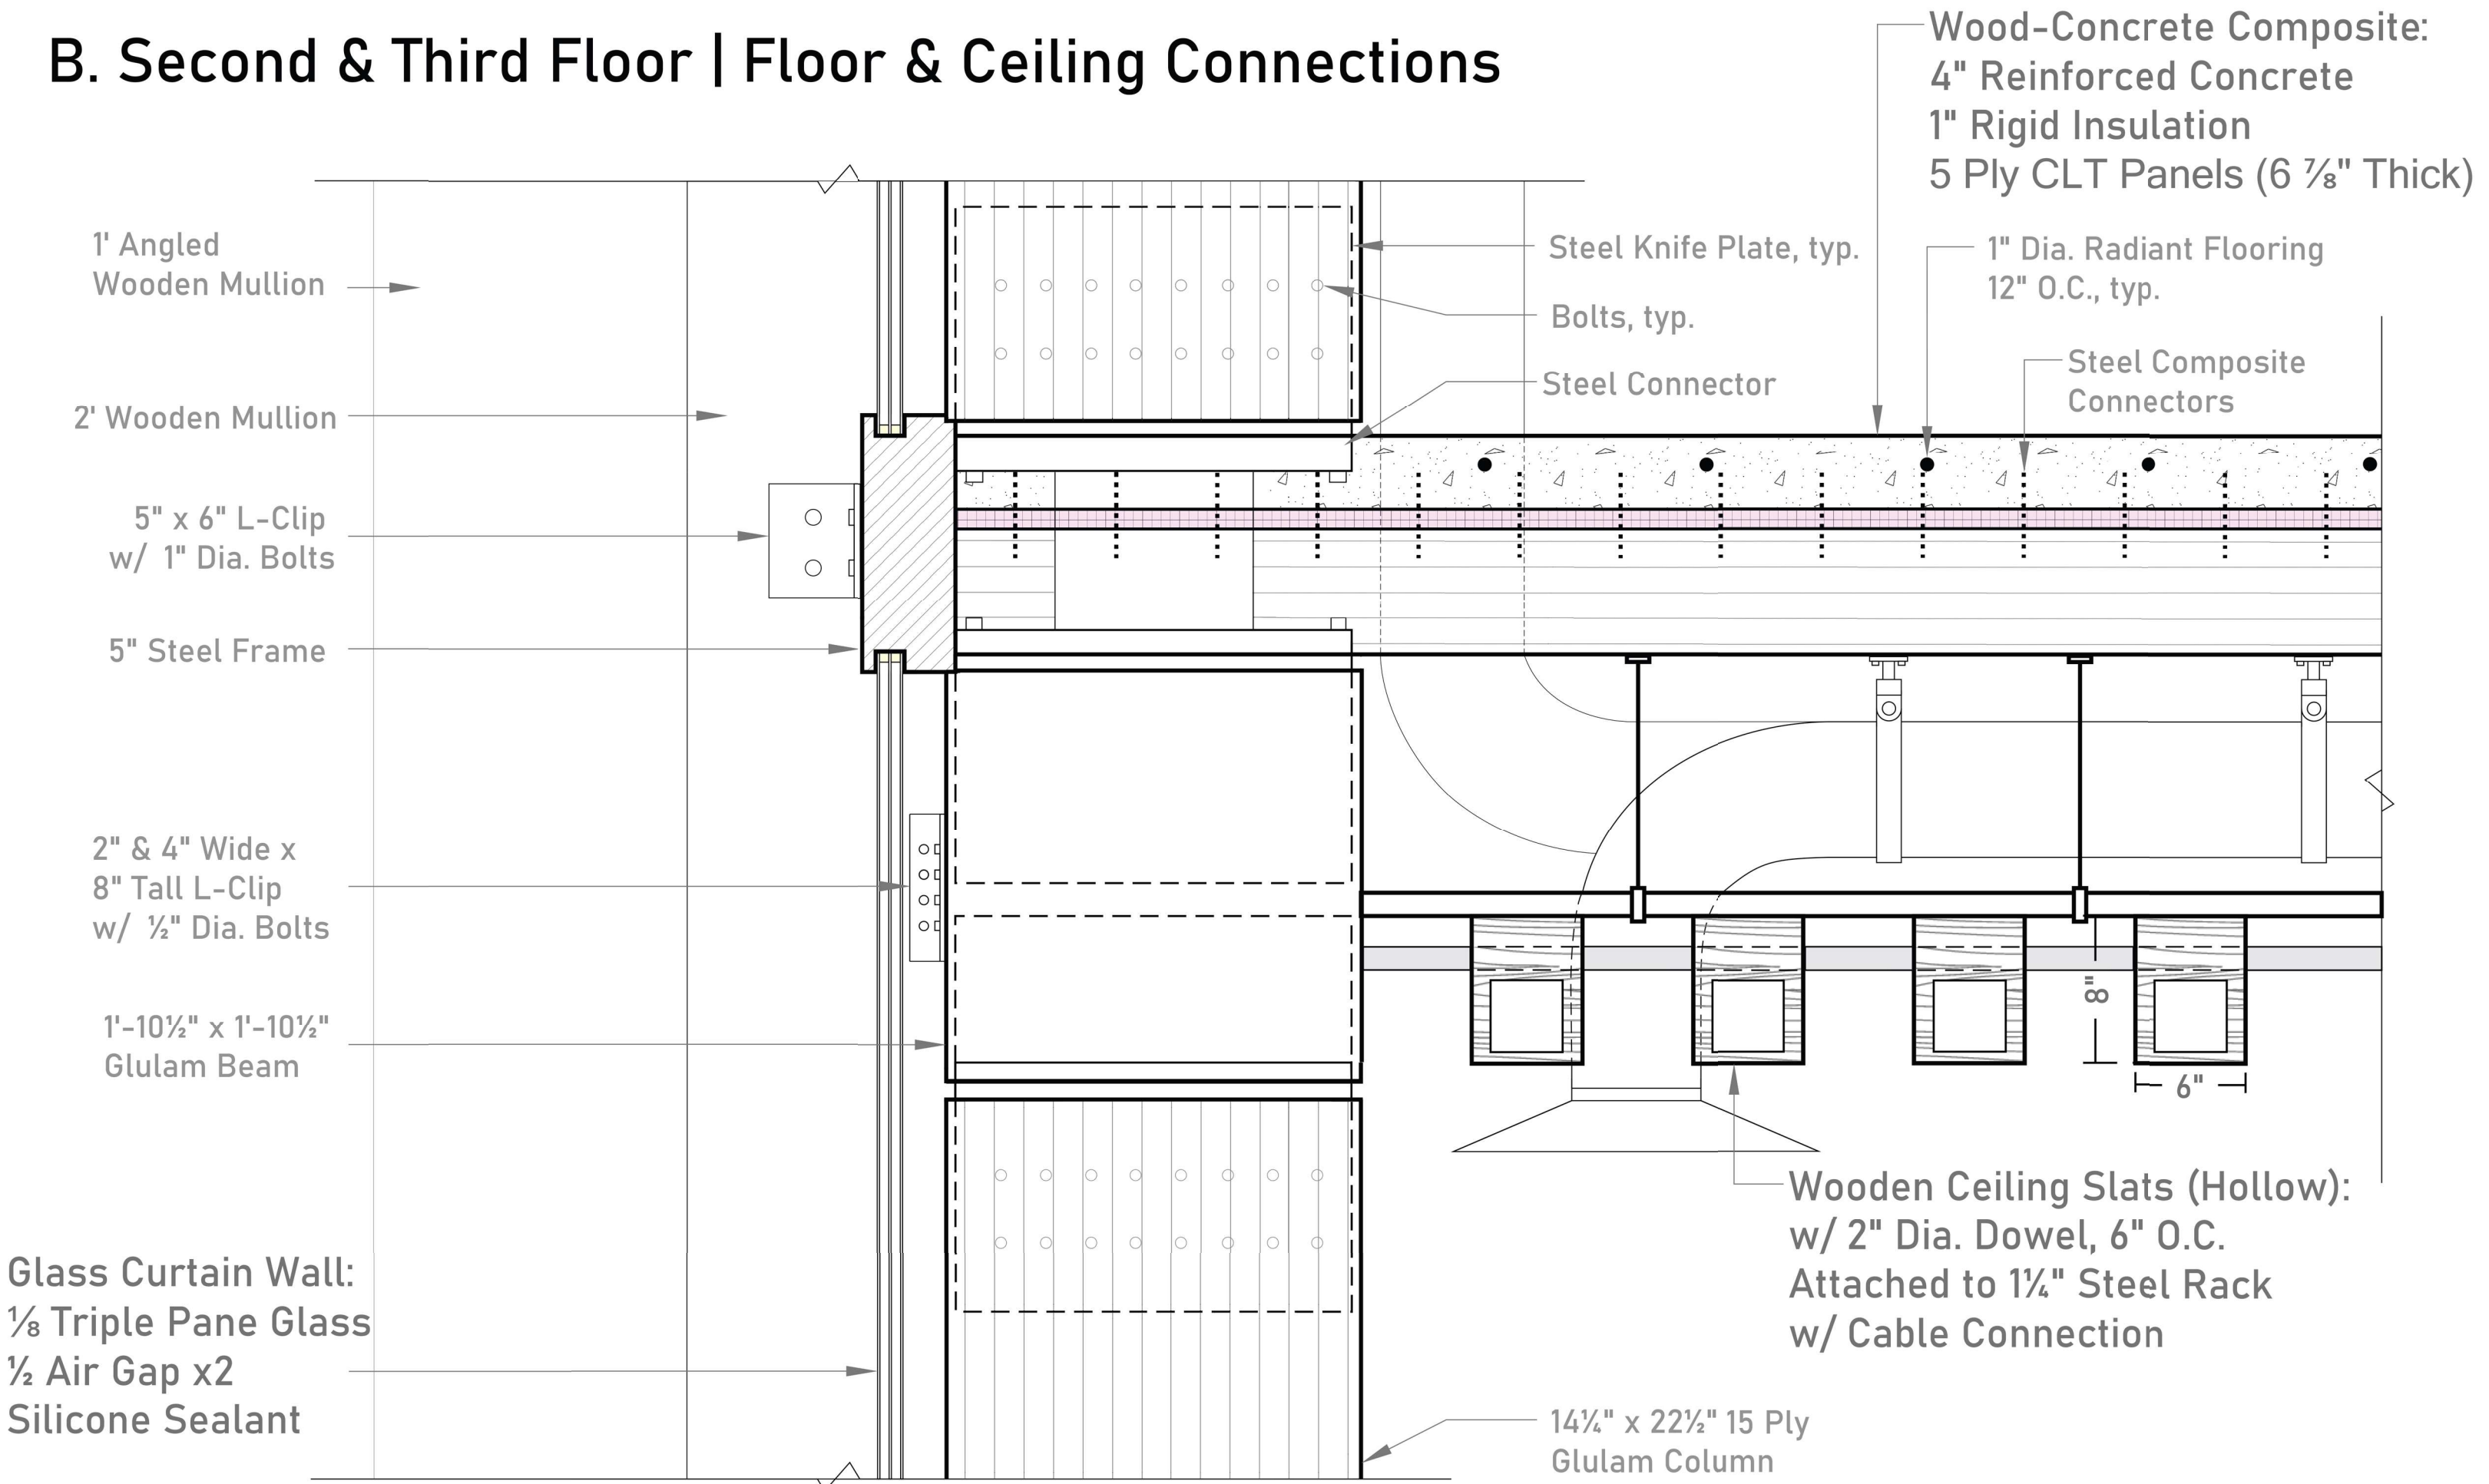 B. Second & Third Floor | Floor & Ceiling Connections
Wood-Concrete Composite:
4" Reinforced Concrete
1" Rigid Insulation
5 Ply CLT Panels (6 ⅞" Thick)
1' Angled
Wooden Mullion
2' Wooden Mullion
5" x 6" L-Clip
w/ 1" Dia. Bolts
5" Steel Frame
2" & 4" Wide x
8" Tall L-Clip
w/ ½" Dia. Bolts
1'-10½" x 1'-10½"
Glulam Beam
Glass Curtain Wall:
⅛ Triple Pane Glass
½ Air Gap x2
Silicone Sealant
Steel Knife Plate, typ.
Bolts, typ.
Steel Connector
1" Dia. Radiant Flooring
12" O.C., typ.
Steel Composite
Connectors
8"
6"
Wooden Ceiling Slats (Hollow):
w/ 2" Dia. Dowel, 6" O.C.
Attached to 1¼" Steel Rack
w/ Cable Connection
14¼" x 22½" 15 Ply
Glulam Column